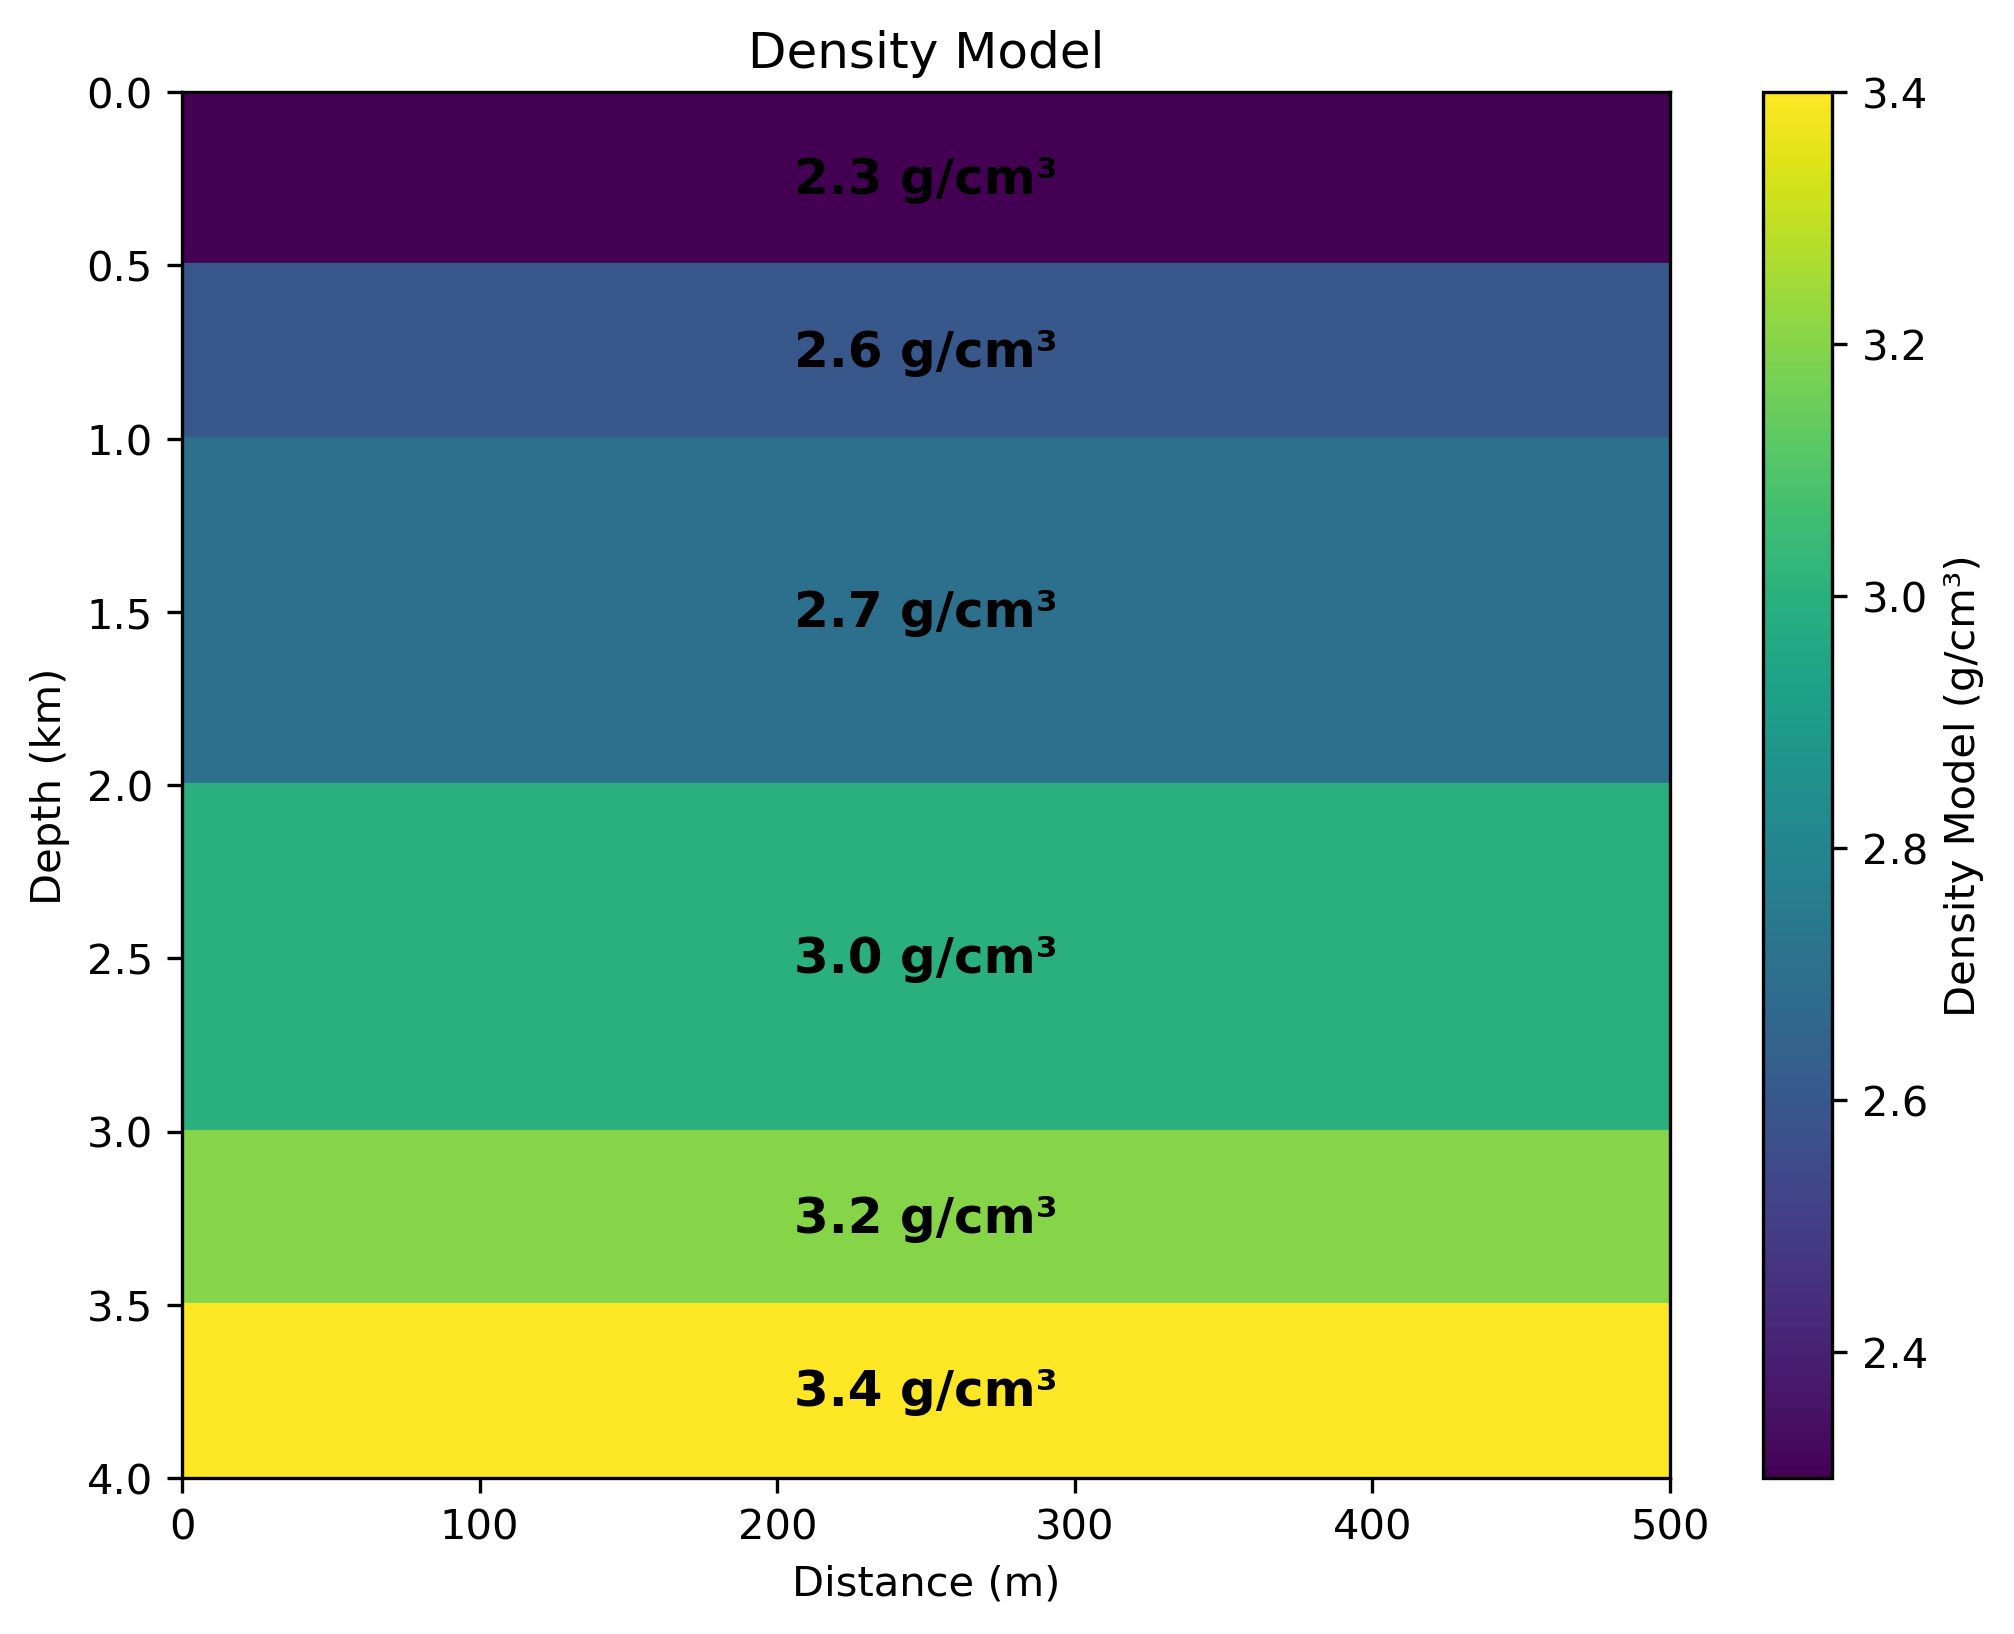 Density Model
0.0
0.5
1.0
1.5
2.0
2.5
3.0
3.5
4.0
Depth (km)
2.3 g/cm³
2.6 g/cm³
2.7 g/cm³
3.0 g/cm³
3.2 g/cm³
3.4 g/cm³
0
100
200
300
400
500
Distance (m)
3.4
3.2
3.0
2.8
2.6
2.4
Density Model (g/cm³)